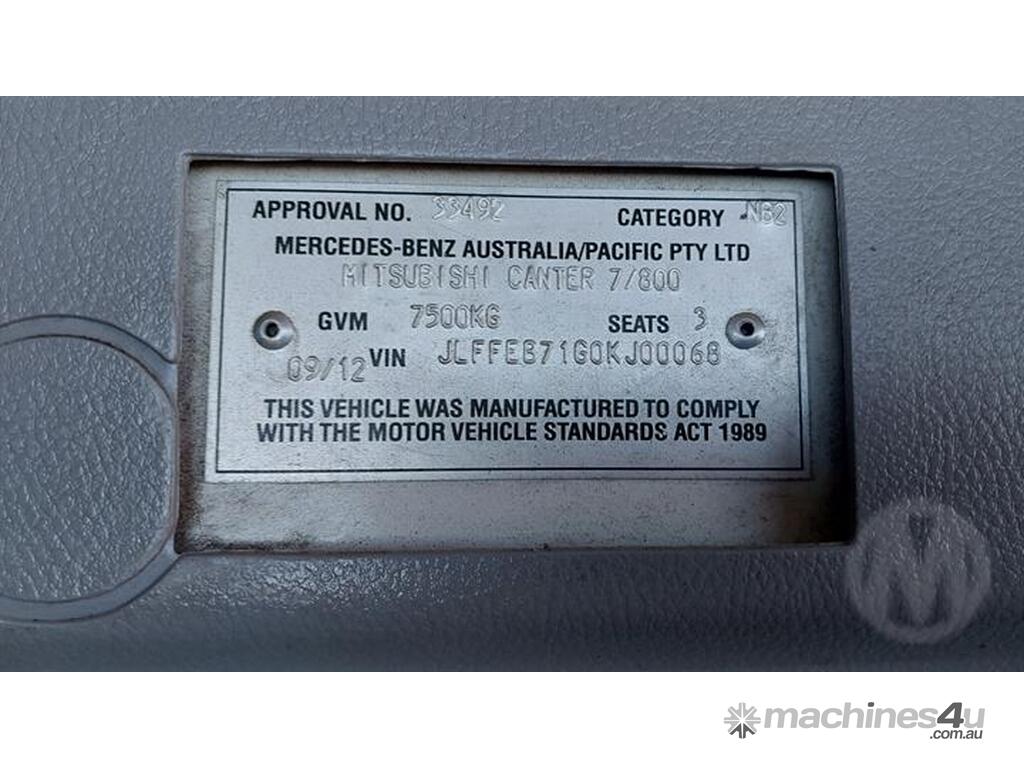 APPROVAL NO. 33492 CATEGORY NB2
MERCEDES-BENZ AUSTRALIA/PACIFIC PTY LTD
MITSUBISHI CANTER 7/800
GVM 7500KG SEATS 3
09/12 VIN JLFFEB71G0KJ00068
THIS VEHICLE WAS MANUFACTURED TO COMPLY
WITH THE MOTOR VEHICLE STANDARDS ACT 1989
M
machines4u
.com.au